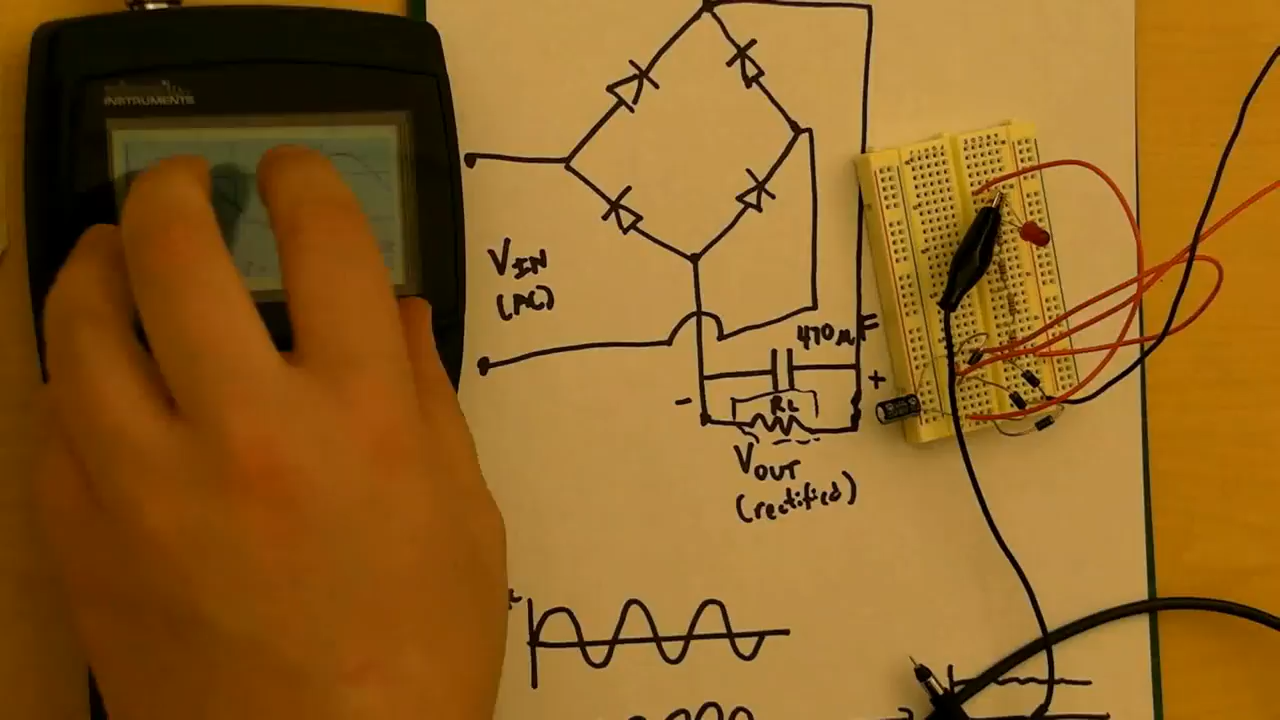 INSTRUMENTS
VIN
(AC)
470µF
+
-
RL
VOUT
(rectified)